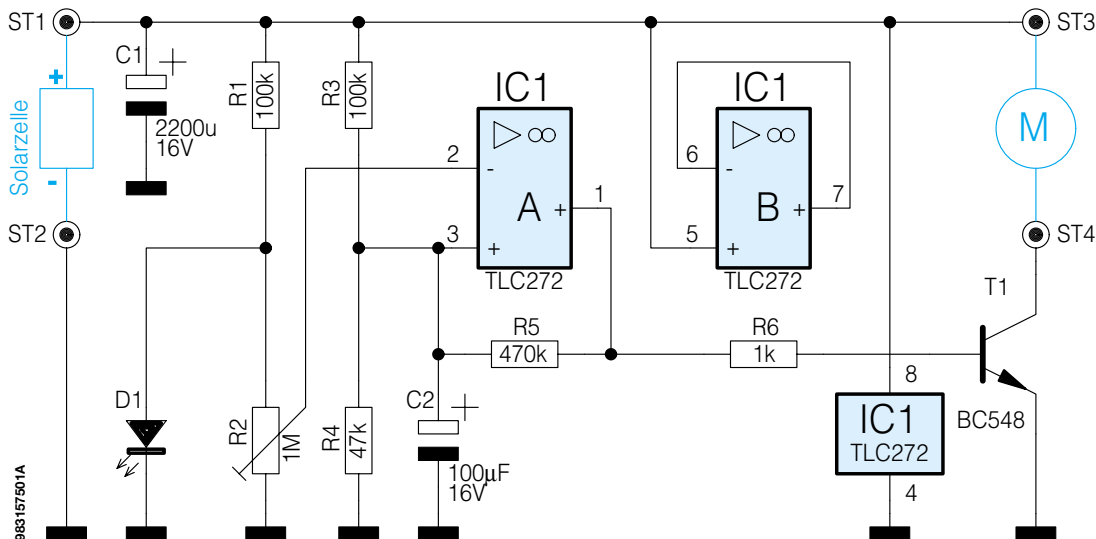 ST1
ST3
C1
+
2200u
16V
R1
100k
R3
100k
IC1
∞
2
-
A
+
1
3
+
TLC272
IC1
∞
6
-
B
+
7
5
+
TLC272
M
+
Solarzelle
-
ST2
ST4
T1
R5
470k
R6
1k
8
D1
R2
1M
R4
47k
C2
+
100µF
16V
IC1
TLC272
BC548
4
983157501A